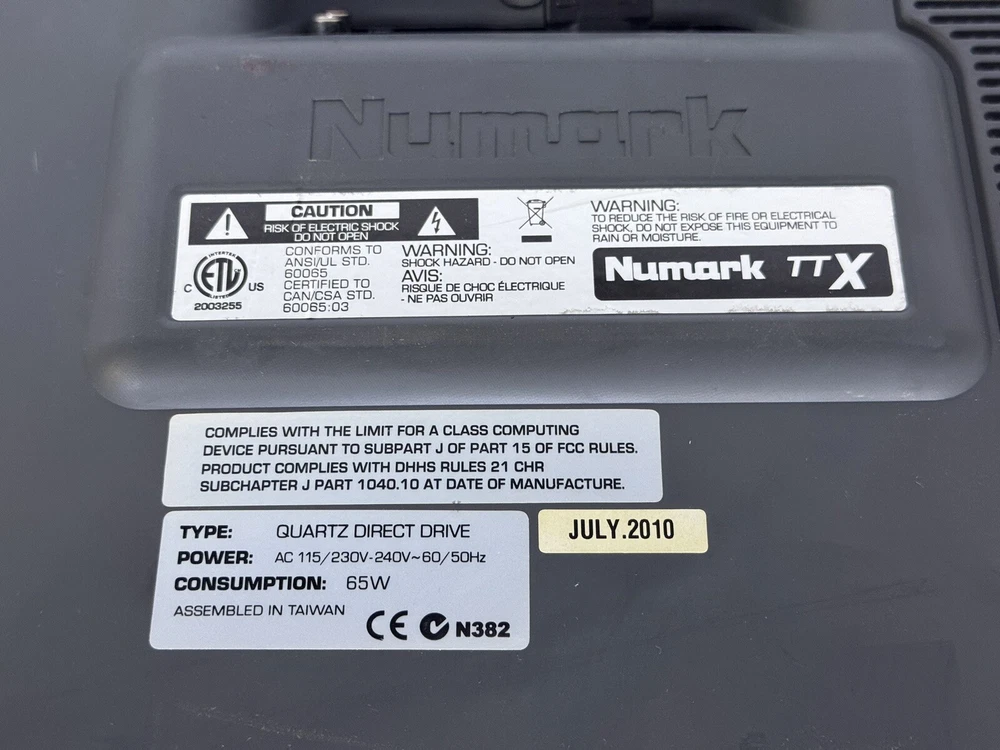 Numark
CAUTION
RISK OF ELECTRIC SHOCK
DO NOT OPEN
INTERTEK
C ETL US
2003255
CONFORMS TO
ANSI/UL STD.
60065
CERTIFIED TO
CAN/CSA STD.
60065:03
WARNING:
SHOCK HAZARD - DO NOT OPEN
AVIS:
RISQUE DE CHOC ÉLECTRIQUE
- NE PAS OUVRIR
WARNING:
TO REDUCE THE RISK OF FIRE OR ELECTRICAL
SHOCK, DO NOT EXPOSE THIS EQUIPMENT TO
RAIN OR MOISTURE.
Numark TTX
COMPLIES WITH THE LIMIT FOR A CLASS COMPUTING
DEVICE PURSUANT TO SUBPART J OF PART 15 OF FCC RULES.
PRODUCT COMPLIES WITH DHHS RULES 21 CHR
SUBCHAPTER J PART 1040.10 AT DATE OF MANUFACTURE.
TYPE: QUARTZ DIRECT DRIVE
POWER: AC 115/230V-240V~60/50Hz
CONSUMPTION: 65W
ASSEMBLED IN TAIWAN
CE N382
JULY.2010